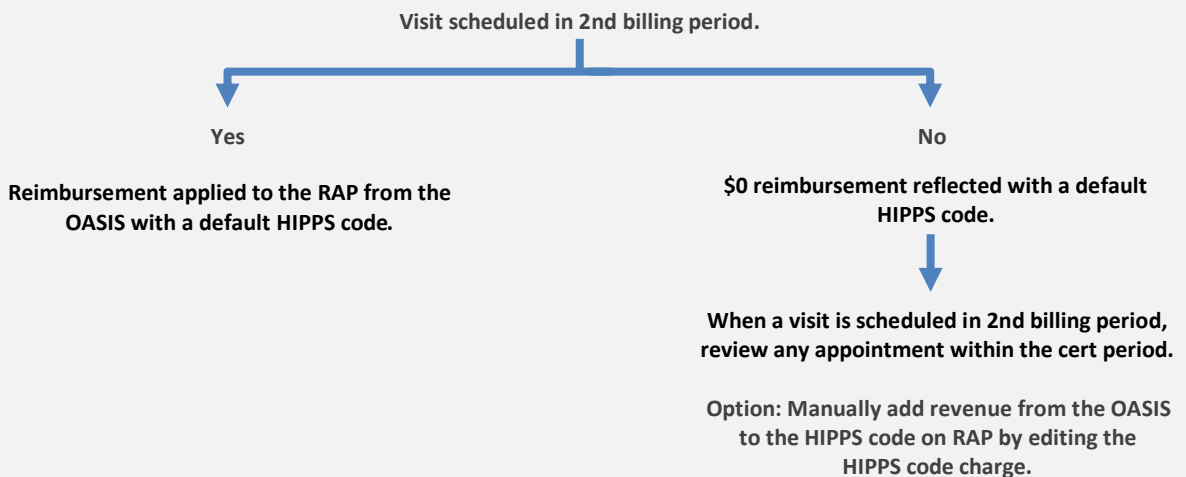 Visit scheduled in 2nd billing period.
Yes
No
Reimbursement applied to the RAP from the
OASIS with a default HIPPS code.
$0 reimbursement reflected with a default
HIPPS code.
When a visit is scheduled in 2nd billing period,
review any appointment within the cert period.
Option: Manually add revenue from the OASIS
to the HIPPS code on RAP by editing the
HIPPS code charge.